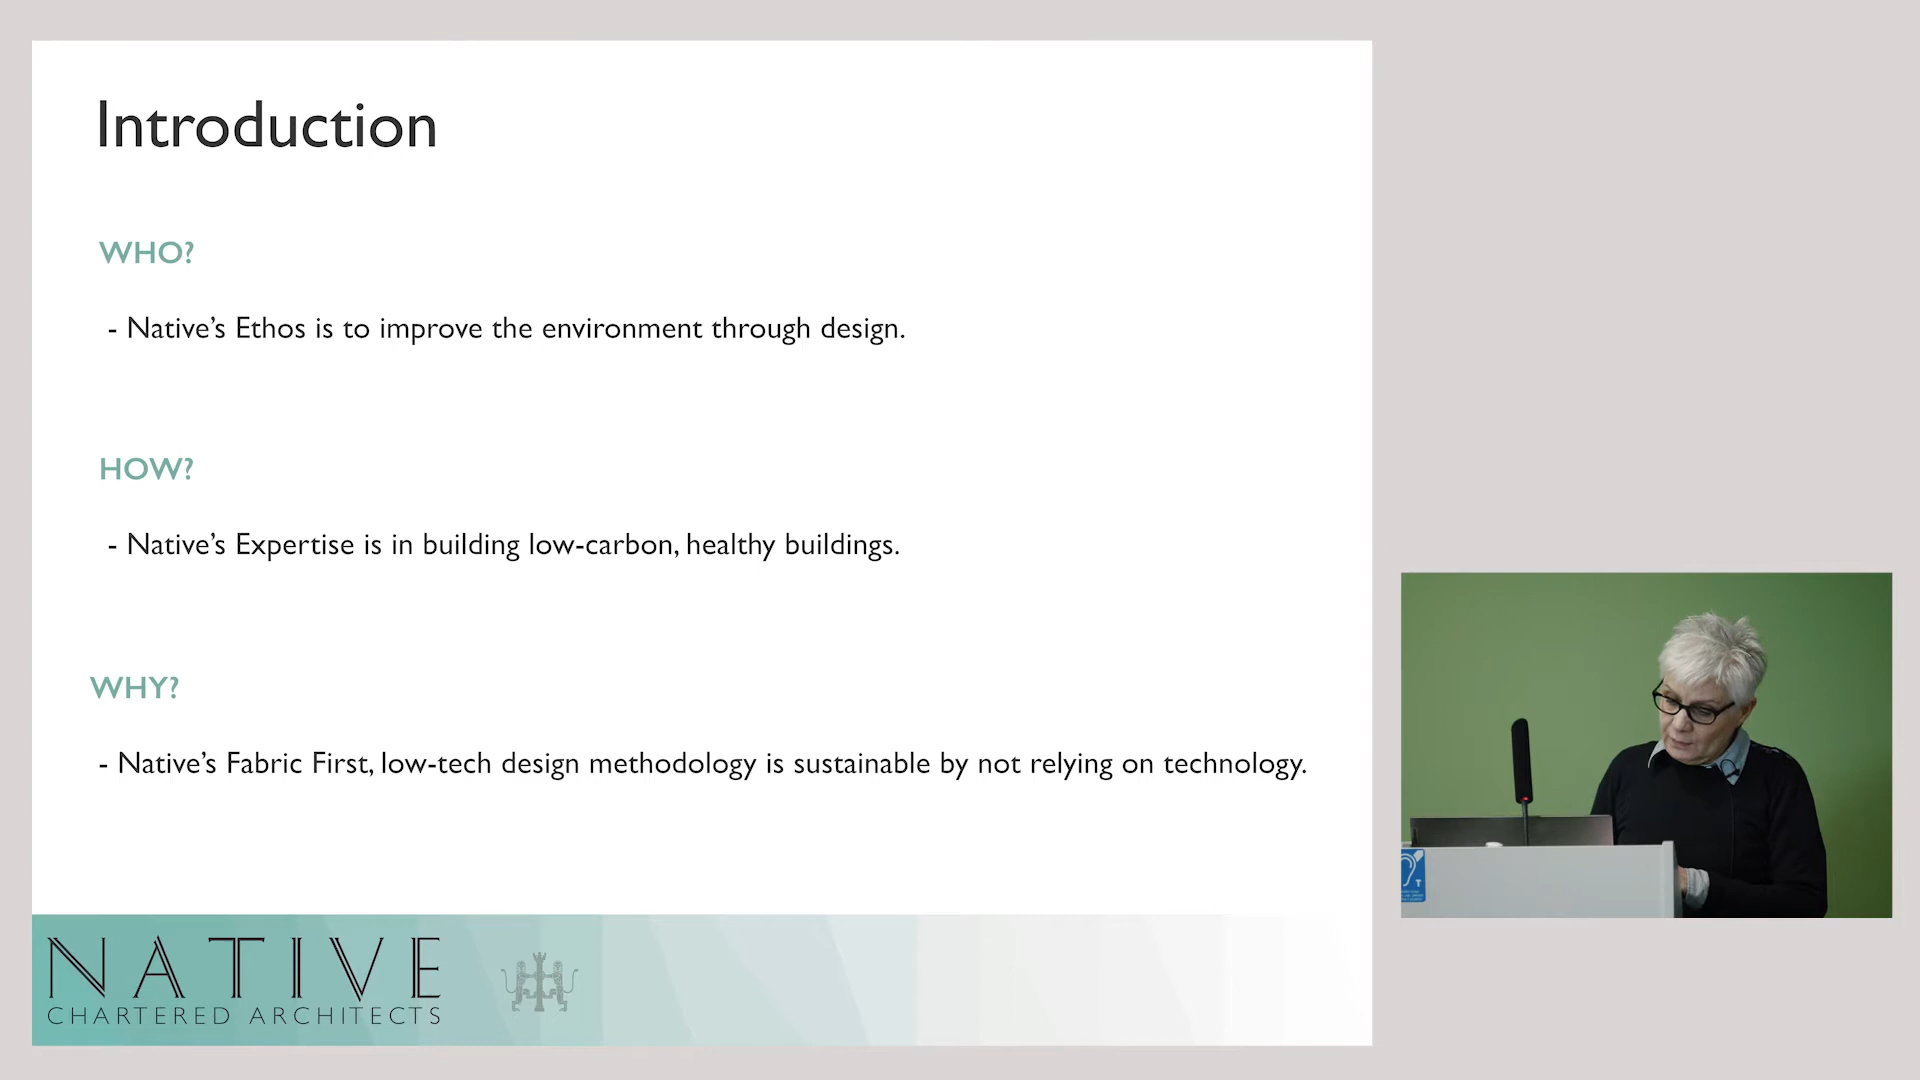 Introduction
WHO?
- Native’s Ethos is to improve the environment through design.
HOW?
- Native’s Expertise is in building low-carbon, healthy buildings.
WHY?
- Native’s Fabric First, low-tech design methodology is sustainable by not relying on technology.
NATIVE
CHARTERED ARCHITECTS
T